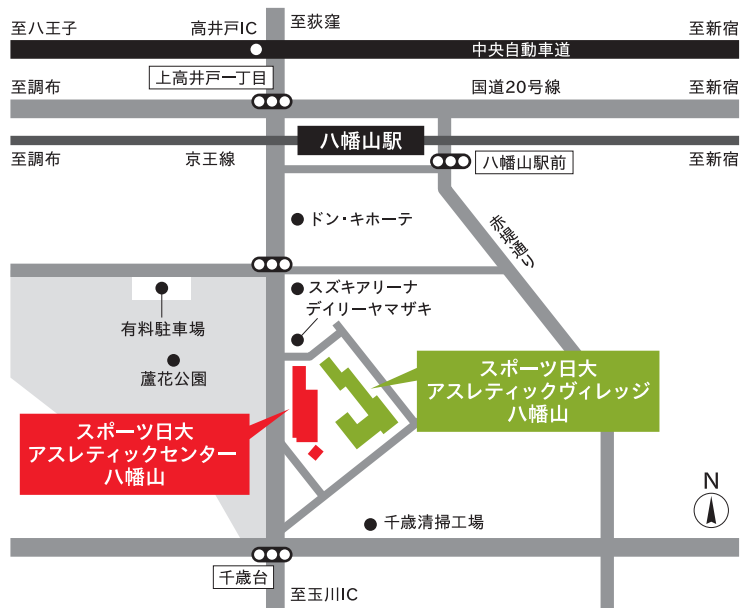 至八王子
高井戸IC
至荻窪
至新宿
中央自動車道
上高井戸一丁目
至調布
国道20号線
至新宿
八幡山駅
至調布
京王線
八幡山駅前
至新宿
赤堤通り
ドン・キホーテ
スズキアリーナ
デイリーヤマザキ
有料駐車場
蘆花公園
スポーツ日大
アスレティックヴィレッジ
八幡山
スポーツ日大
アスレティックセンター
八幡山
N
千歳清掃工場
千歳台
至玉川IC